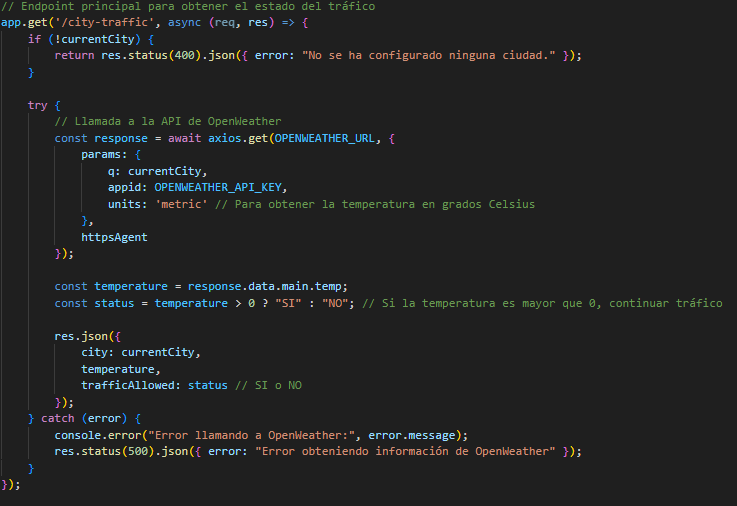 // Endpoint principal para obtener el estado del tráfico
app.get('/city-traffic', async (req, res) => {
    if (!currentCity) {
        return res.status(400).json({ error: "No se ha configurado ninguna ciudad." });
    }

    try {
        // Llamada a la API de OpenWeather
        const response = await axios.get(OPENWEATHER_URL, {
            params: {
                q: currentCity,
                appid: OPENWEATHER_API_KEY,
                units: 'metric' // Para obtener la temperatura en grados Celsius
            },
            httpsAgent
        });

        const temperature = response.data.main.temp;
        const status = temperature > 0 ? "SI" : "NO"; // Si la temperatura es mayor que 0, continuar tráfico

        res.json({
            city: currentCity,
            temperature,
            trafficAllowed: status // SI o NO
        });
    } catch (error) {
        console.error("Error llamando a OpenWeather:", error.message);
        res.status(500).json({ error: "Error obteniendo información de OpenWeather" });
    }
});